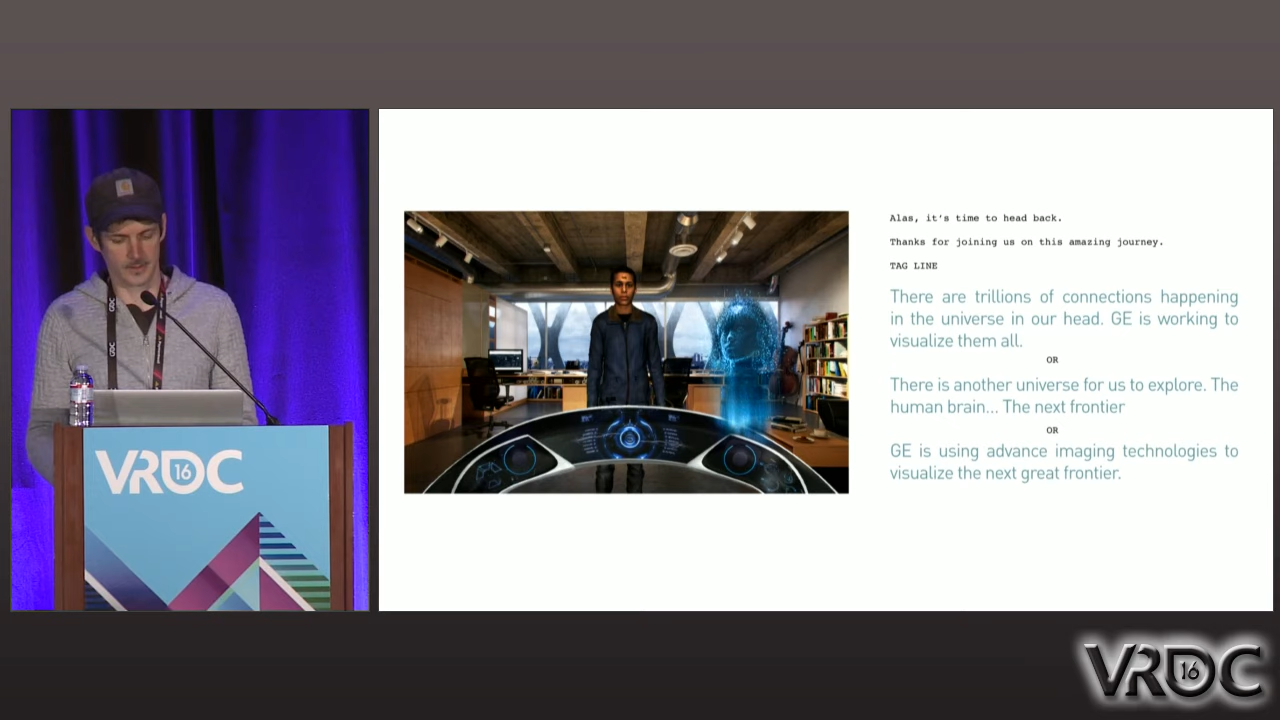 Alas, it's time to head back.
Thanks for joining us on this amazing journey.
TAG LINE
There are trillions of connections happening
in the universe in our head. GE is working to
visualize them all.
OR
There is another universe for us to explore. The
human brain... The next frontier
OR
GE is using advance imaging technologies to
visualize the next great frontier.
VRDC 16
VRDC 16